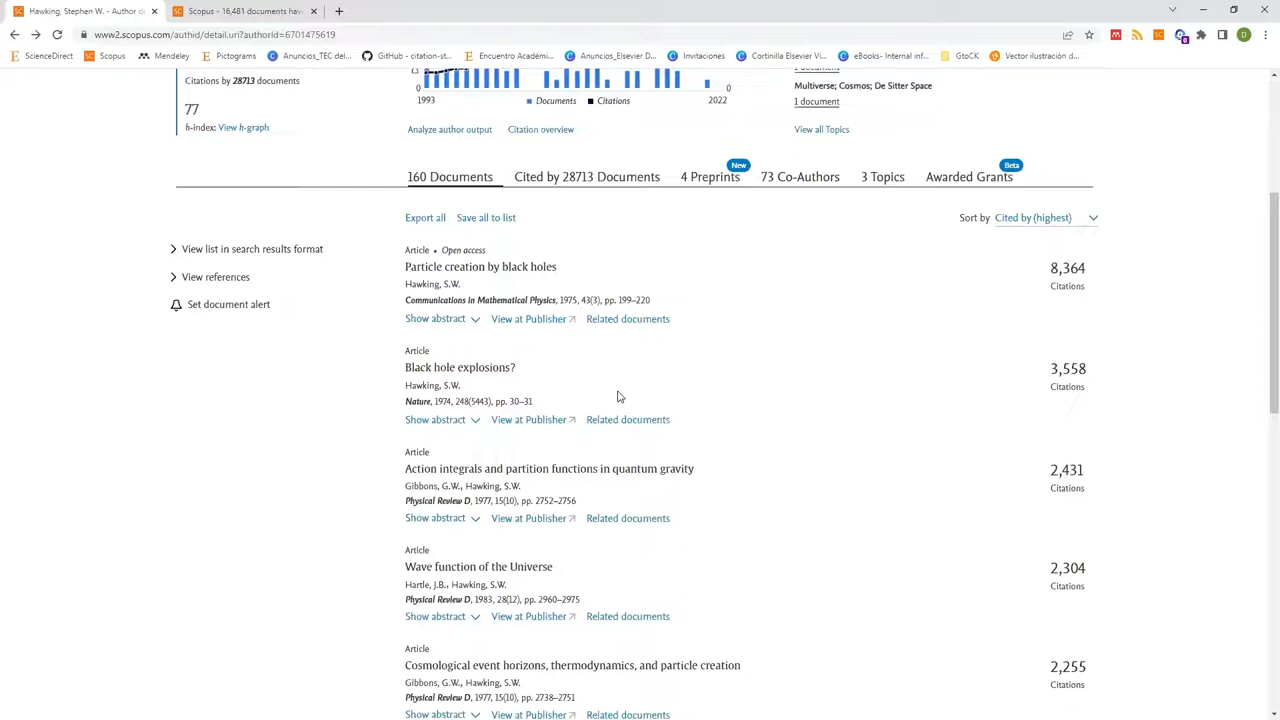 Hawking, Stephen W. - Author de
Scopus - 16,481 documents hav
www2.scopus.com/authid/detail.uri?authorId=6701475619
ScienceDirect
Scopus
Mendeley
Pictograms
Anuncios_TEC del...
GitHub - citation-st...
Encuentro Académi...
Anuncios_Elsevier D...
Invitaciones
Cortinilla Encuentro
eBooks- Internal inf...
GtoCK
Vector ilustración d...
Citations by 28713 documents
77
h-index: View h-graph
0
0
1993
2022
Documents
Citations
Analyze author output
Citation overview
Multiverse; Cosmos; De Sitter Space
1 document
View all Topics
New
Beta
160 Documents
Cited by 28713 Documents
4 Preprints
73 Co-Authors
3 Topics
Awarded Grants
Export all
Save all to list
Sort by
Cited by (highest)
View list in search results format
View references
Set document alert
Article • Open access
Particle creation by black holes
Hawking, S.W.
Communications in Mathematical Physics, 1975, 43(3), pp. 199–220
Show abstract
View at Publisher
Related documents
8,364
Citations
Article
Black hole explosions?
Hawking, S.W.
Nature, 1974, 248(5443), pp. 30–31
Show abstract
View at Publisher
Related documents
3,558
Citations
Article
Action integrals and partition functions in quantum gravity
Gibbons, G.W., Hawking, S.W.
Physical Review D, 1977, 15(10), pp. 2752–2756
Show abstract
View at Publisher
Related documents
2,431
Citations
Article
Wave function of the Universe
Hartle, J.B., Hawking, S.W.
Physical Review D, 1983, 28(12), pp. 2960–2975
Show abstract
View at Publisher
Related documents
2,304
Citations
Article
Cosmological event horizons, thermodynamics, and particle creation
Gibbons, G.W., Hawking, S.W.
Physical Review D, 1977, 15(10), pp. 2738–2751
Show abstract
View at Publisher
Related documents
2,255
Citations